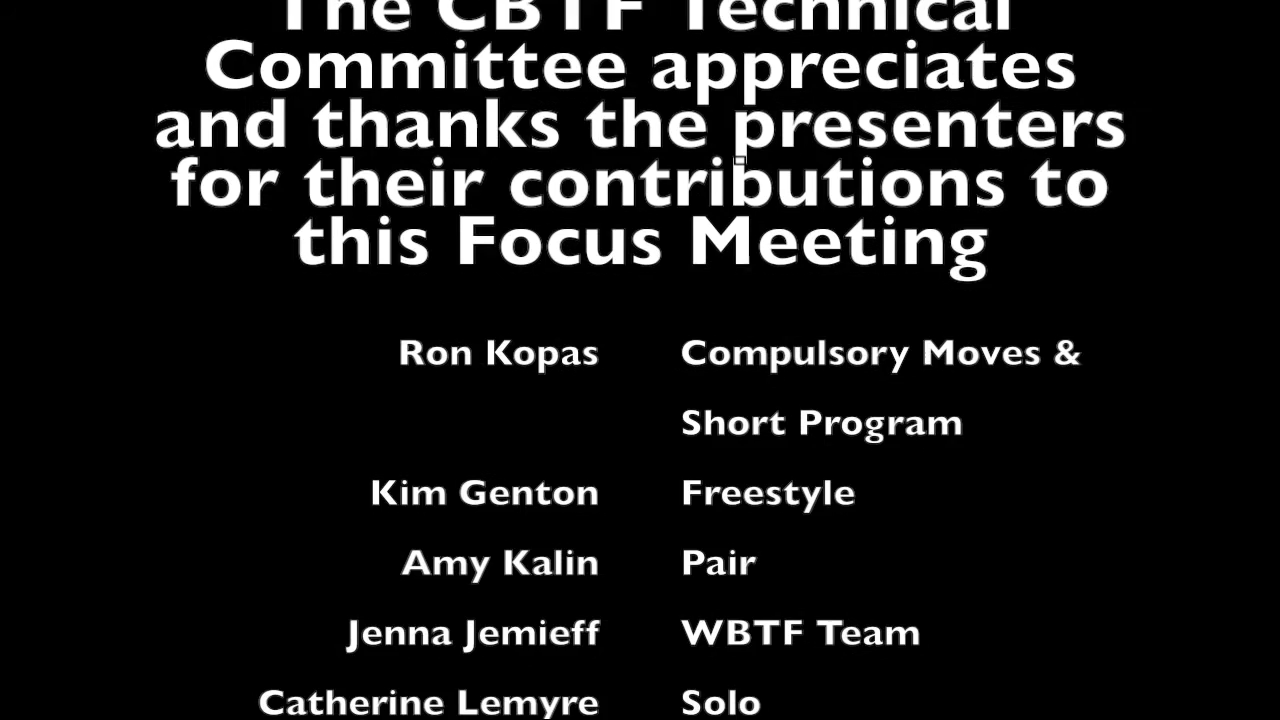 The CBTF Technical
Committee appreciates
and thanks the presenters
for their contributions to
this Focus Meeting
Ron Kopas Compulsory Moves &
Short Program
Kim Genton Freestyle
Amy Kalin Pair
Jenna Jemieff WBTF Team
Catherine Lemyre Solo